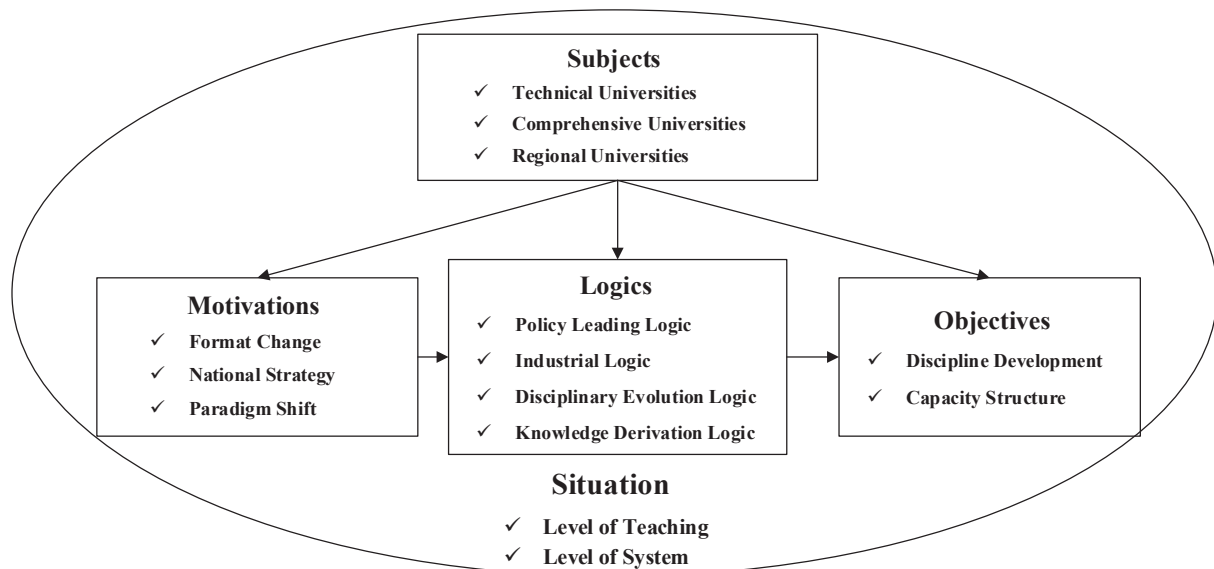 Subjects
✓ Technical Universities
✓ Comprehensive Universities
✓ Regional Universities
Motivations
✓ Format Change
✓ National Strategy
✓ Paradigm Shift
Logics
✓ Policy Leading Logic
✓ Industrial Logic
✓ Disciplinary Evolution Logic
✓ Knowledge Derivation Logic
Objectives
✓ Discipline Development
✓ Capacity Structure
Situation
✓ Level of Teaching
✓ Level of System